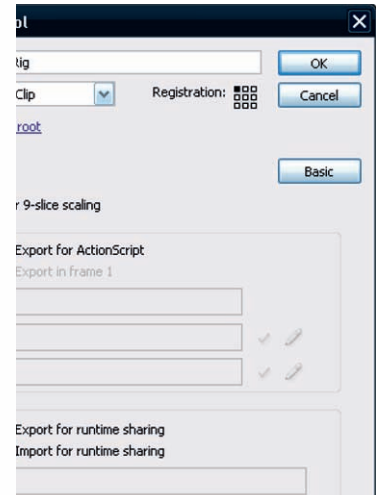 ol
Rig
OK
Clip
Registration:
Cancel
root
Basic
r 9-slice scaling
Export for ActionScript
Export in frame 1
Export for runtime sharing
Import for runtime sharing